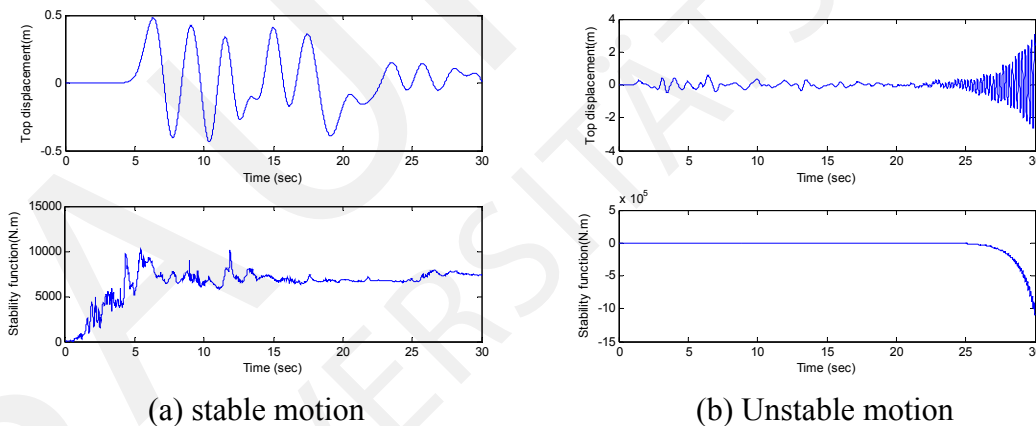 Top displacement(m)
0.5
0
-0.5
0 5 10 15 20 25 30
Time (sec)
Stability function(N.m)
15000
10000
5000
0
0 5 10 15 20 25 30
Time (sec)
(a) stable motion
Top displacement(m)
4
2
0
-2
-4
0 5 10 15 20 25 30
Time (sec)
x 10^5
Stability function(N.m)
5
0
-5
-10
-15
0 5 10 15 20 25 30
Time (sec)
(b) Unstable motion